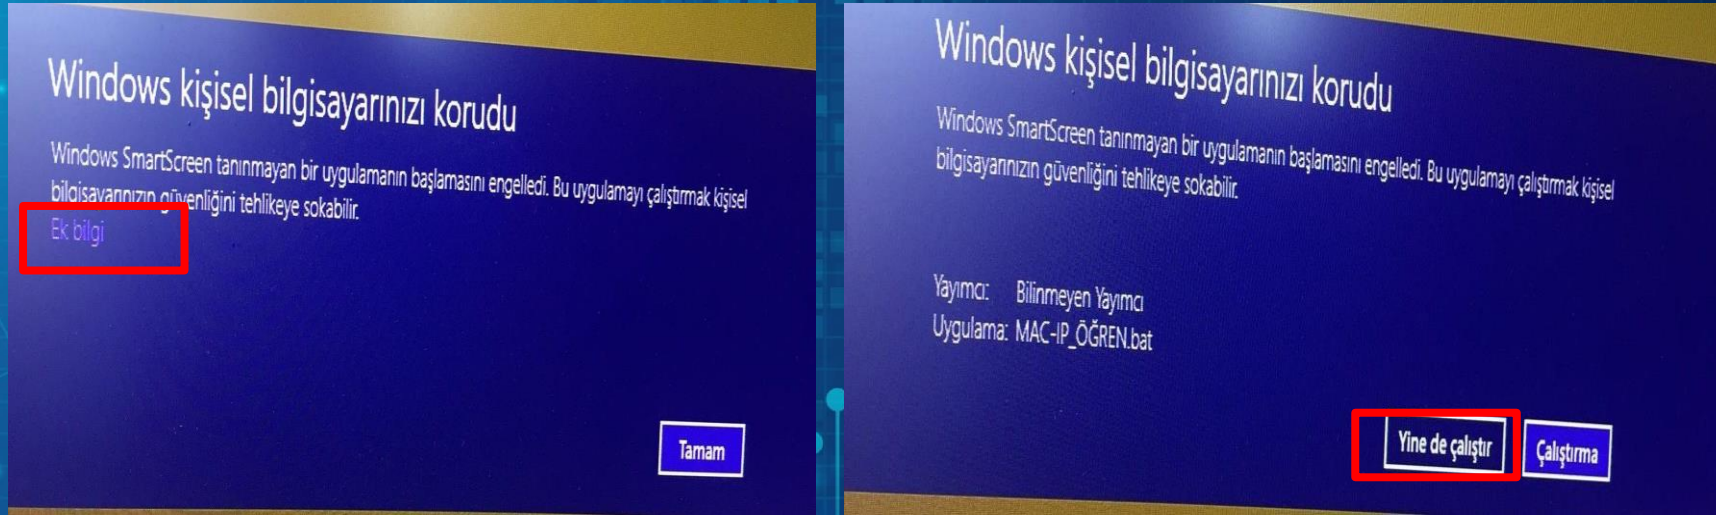 Windows kişisel bilgisayarınızı korudu
Windows SmartScreen tanınmayan bir uygulamanın başlamasını engelledi. Bu uygulamayı çalıştırmak kişisel
bilgisayarınızın güvenliğini tehlikeye sokabilir.
Ek bilgi
Tamam
Windows kişisel bilgisayarınızı korudu
Windows SmartScreen tanınmayan bir uygulamanın başlamasını engelledi. Bu uygulamayı çalıştırmak kişisel
bilgisayarınızın güvenliğini tehlikeye sokabilir.
Yayımcı: Bilinmeyen Yayımcı
Uygulama: MAC-IP_ÖĞREN.bat
Yine de çalıştır
Çalıştırma